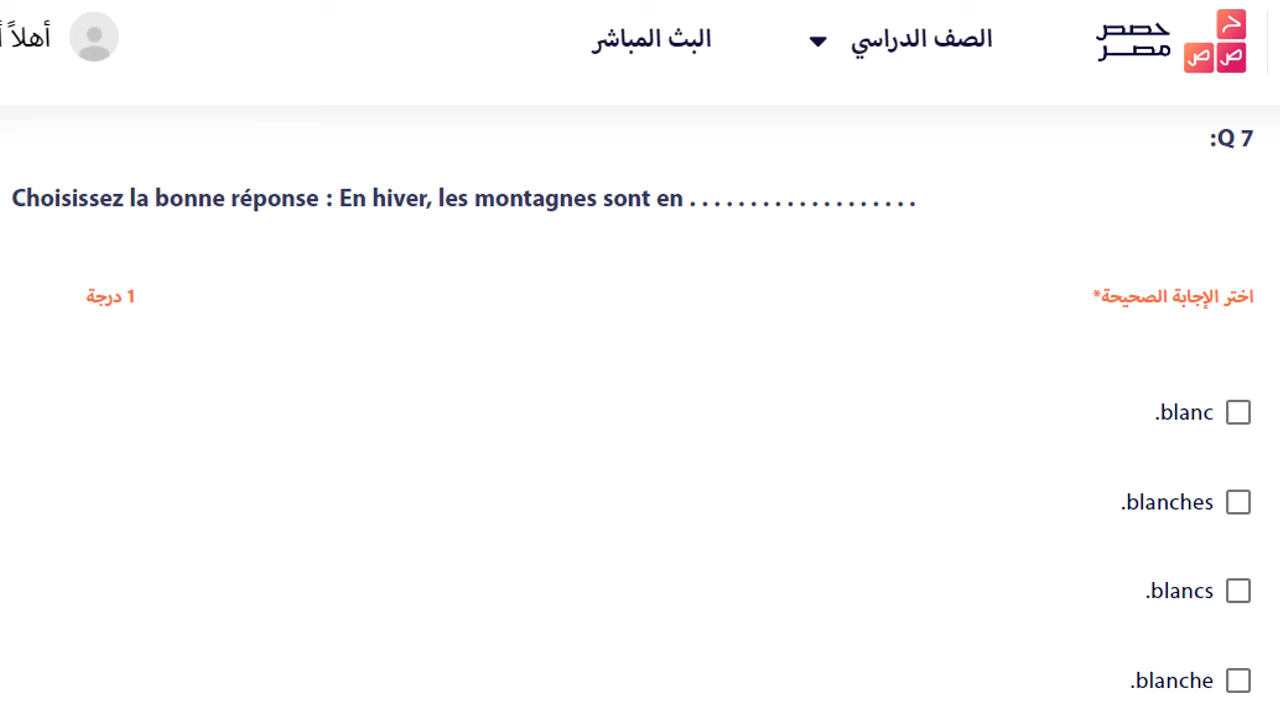 حصص
مصر
ح
ص ص
الصف الدراسي
البث المباشر
أهلاً
Q 7:
Choisissez la bonne réponse : En hiver, les montagnes sont en . . . . . . . . . . . . . . . . . . .
اختر الإجابة الصحيحة*
1 درجة
blanc.
blanches.
blancs.
blanche.